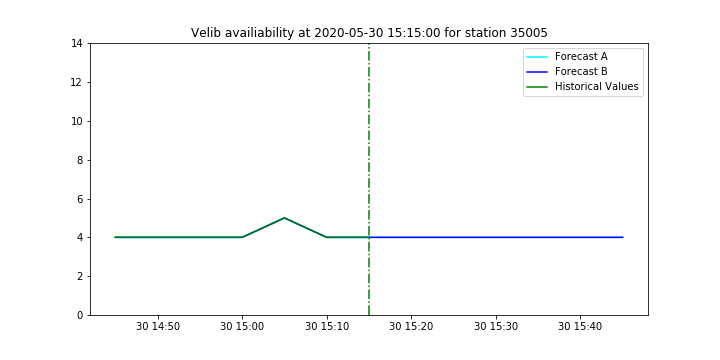 Velib availiability at 2020-05-30 15:15:00 for station 35005
14
12
10
8
6
4
2
0
Forecast A
Forecast B
Historical Values
30 14:50 30 15:00 30 15:10 30 15:20 30 15:30 30 15:40